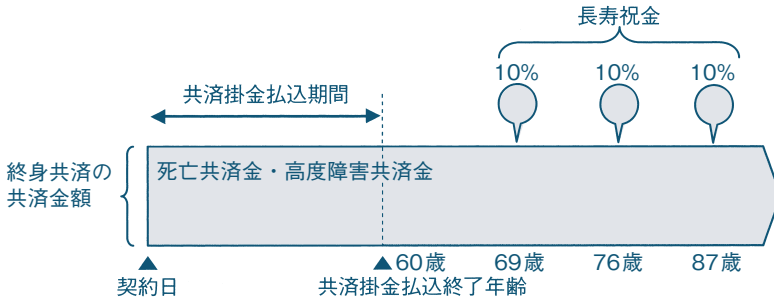 長寿祝金
10% 10% 10%
共済掛金払込期間
終身共済の
共済金額
死亡共済金・高度障害共済金
60歳 69歳 76歳 87歳
契約日
共済掛金払込終了年齢